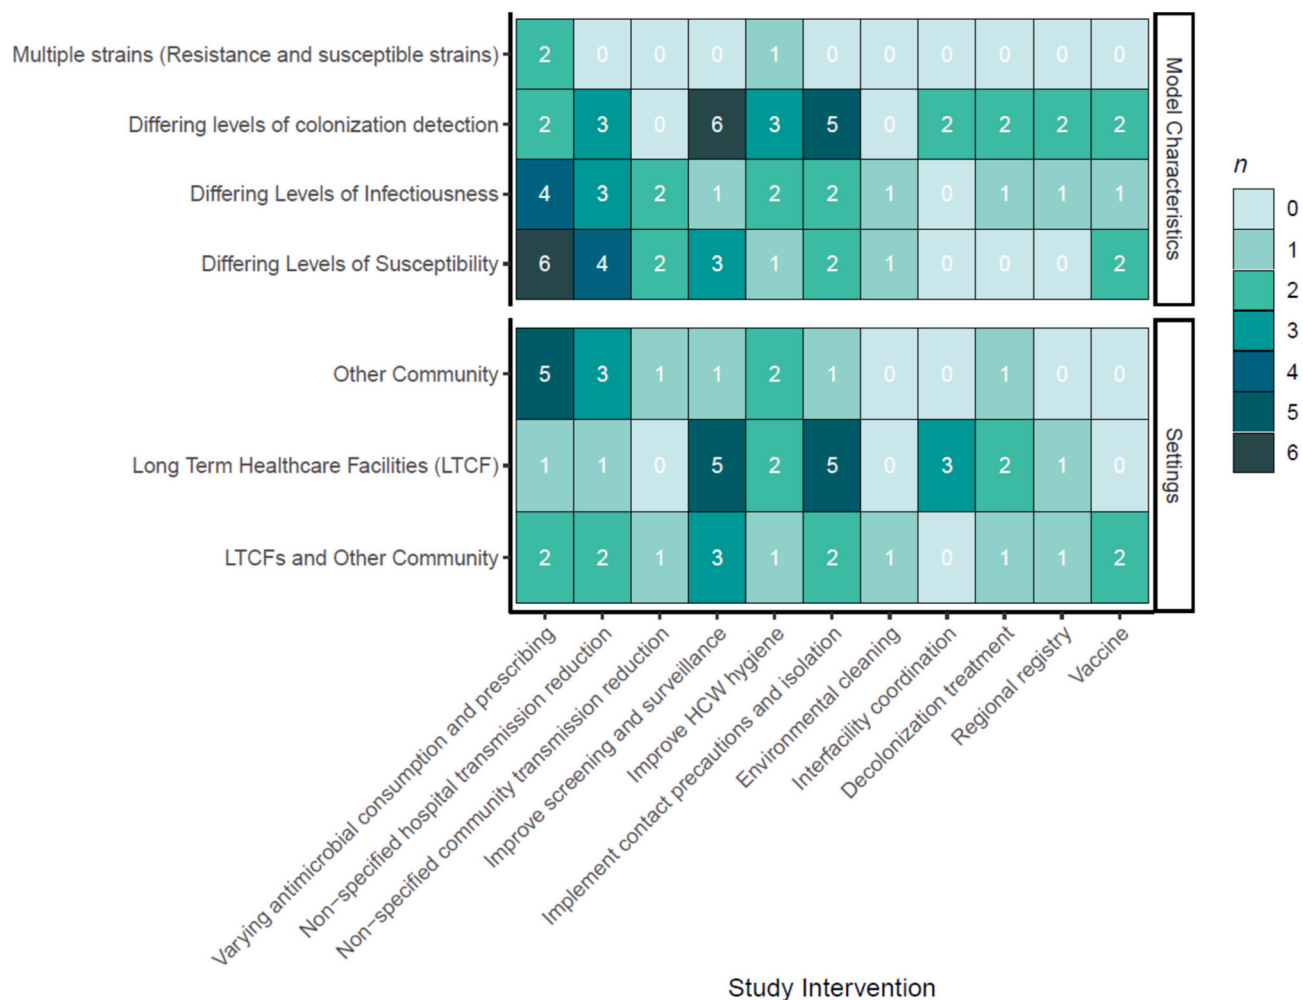 Multiple strains (Resistance and susceptible strains) 2 0 0 0 1 0 0 0 0 0 0
Differing levels of colonization detection 2 3 0 6 3 5 0 2 2 2 2
Differing Levels of Infectiousness 4 3 2 1 2 2 1 0 1 1 1
Differing Levels of Susceptibility 6 4 2 3 1 2 1 0 0 0 2
Model Characteristics
Other Community 5 3 1 1 2 1 0 0 1 0 0
Long Term Healthcare Facilities (LTCF) 1 1 0 5 2 5 0 3 2 1 0
LTCFs and Other Community 2 2 1 3 1 2 1 0 1 1 2
Settings
Varying antimicrobial consumption and prescribing
Non−specified hospital transmission reduction
Non−specified community transmission reduction
Improve screening and surveillance
Improve HCW hygiene
Implement contact precautions and isolation
Environmental cleaning
Interfacility coordination
Decolonization treatment
Regional registry
Vaccine
Study Intervention
n
0
1
2
3
4
5
6